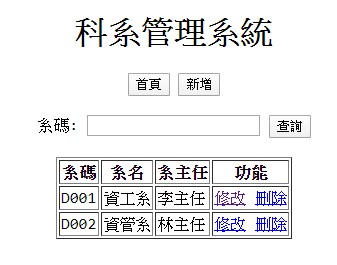 科系管理系統
首頁 新增
系碼: 查詢
系碼 系名 系主任 功能
D001 資工系 李主任 修改 刪除
D002 資管系 林主任 修改 刪除